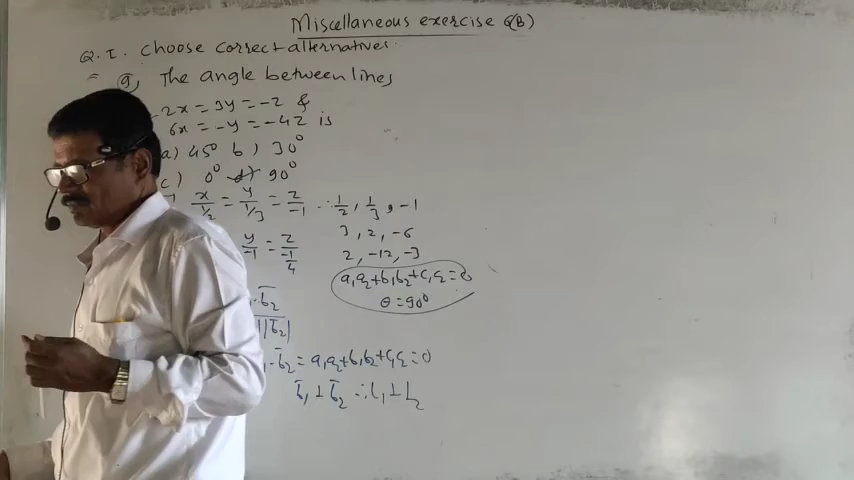 Miscellaneous exercise 6(B)
Q.I. Choose correct alternatives.
= 9) The angle between lines
2x = 3y = -z &
6x = -y = -4z is
a) 45° b) 30°
c) 0° d) 90°
x/1/2 = y/1/3 = z/-1 ∴ 1/2, 1/3, -1
3, 2, -6
y/-1 = z/-1/4 2, -12, -3
a₁a₂+b₁b₂+c₁c₂=0
θ = 90°
b̄₂
||b̄₂|
·b̄₂ = a₁a₂+b₁b₂+c₁c₂=0
b̄₁ ⊥ b̄₂ ∴ L₁ ⊥ L₂